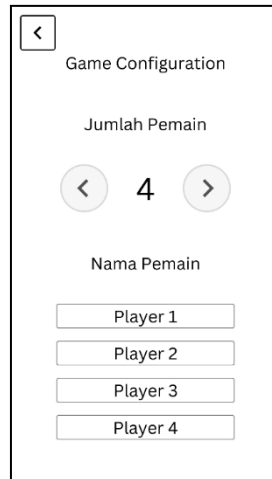 Game Configuration
Jumlah Pemain
4
Nama Pemain
Player 1
Player 2
Player 3
Player 4